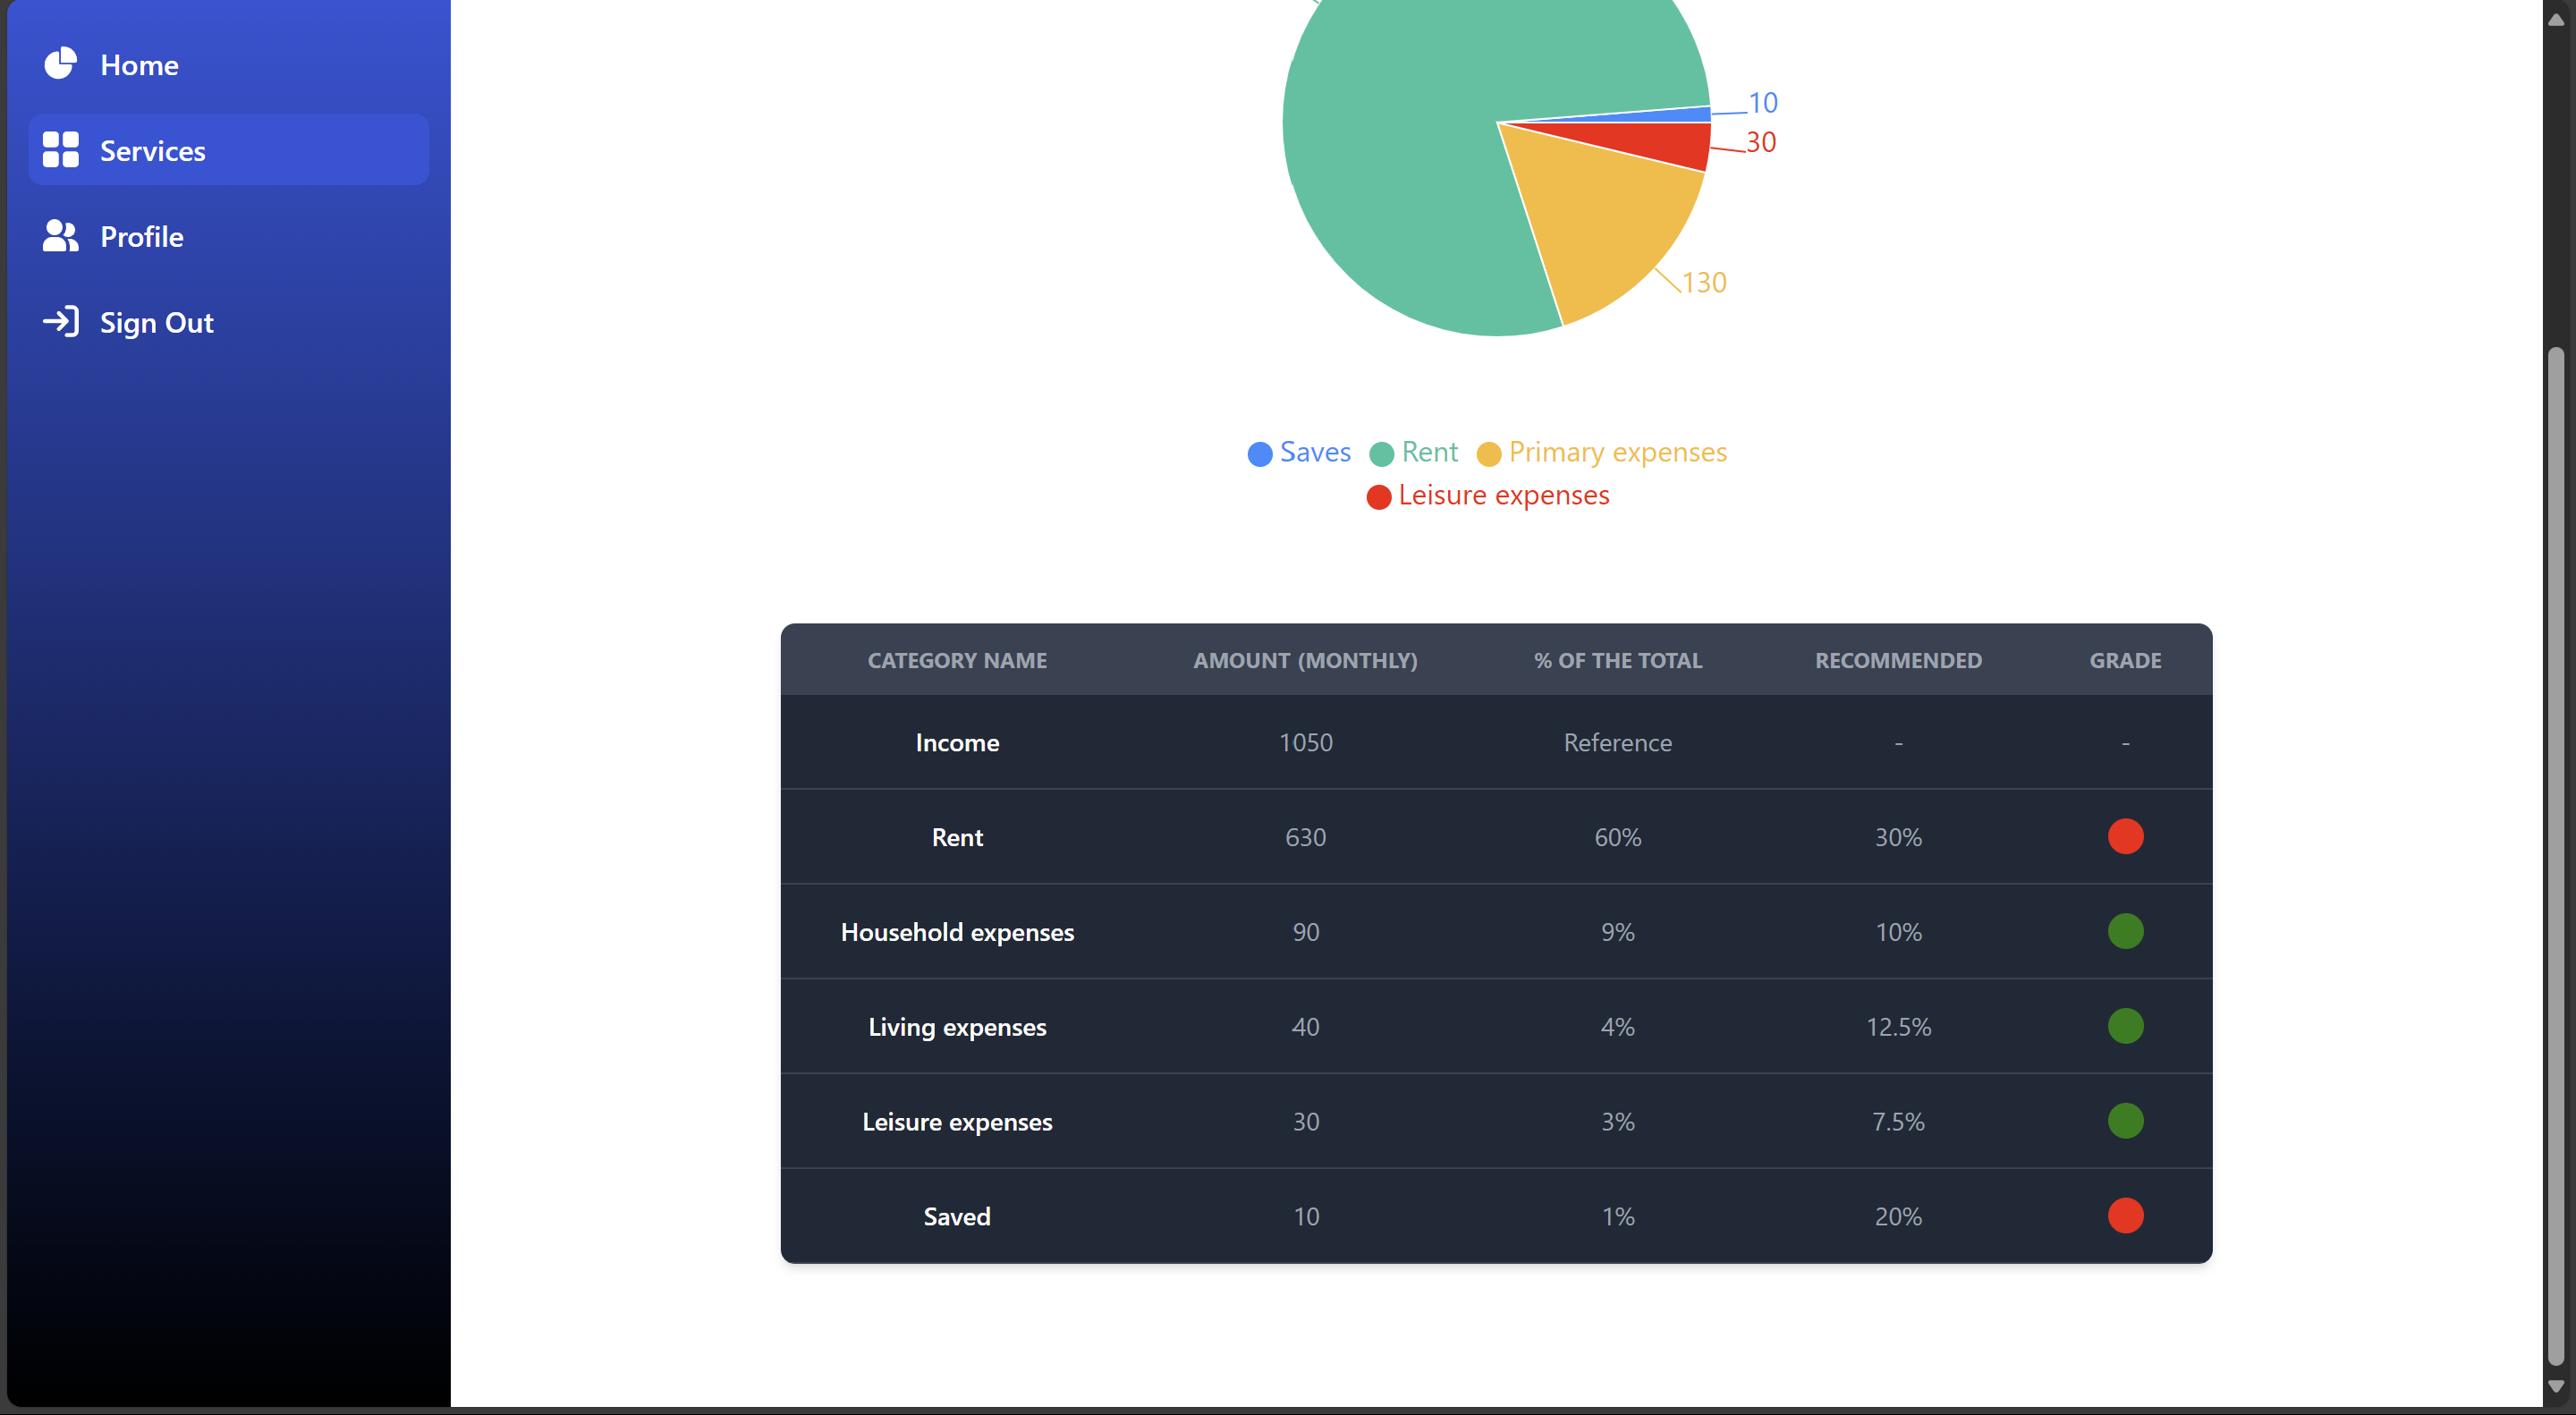 Home
Services
Profile
Sign Out
10
30
130
Saves Rent Primary expenses
Leisure expenses
CATEGORY NAME AMOUNT (MONTHLY) % OF THE TOTAL RECOMMENDED GRADE
Income 1050 Reference - -
Rent 630 60% 30%
Household expenses 90 9% 10%
Living expenses 40 4% 12.5%
Leisure expenses 30 3% 7.5%
Saved 10 1% 20%